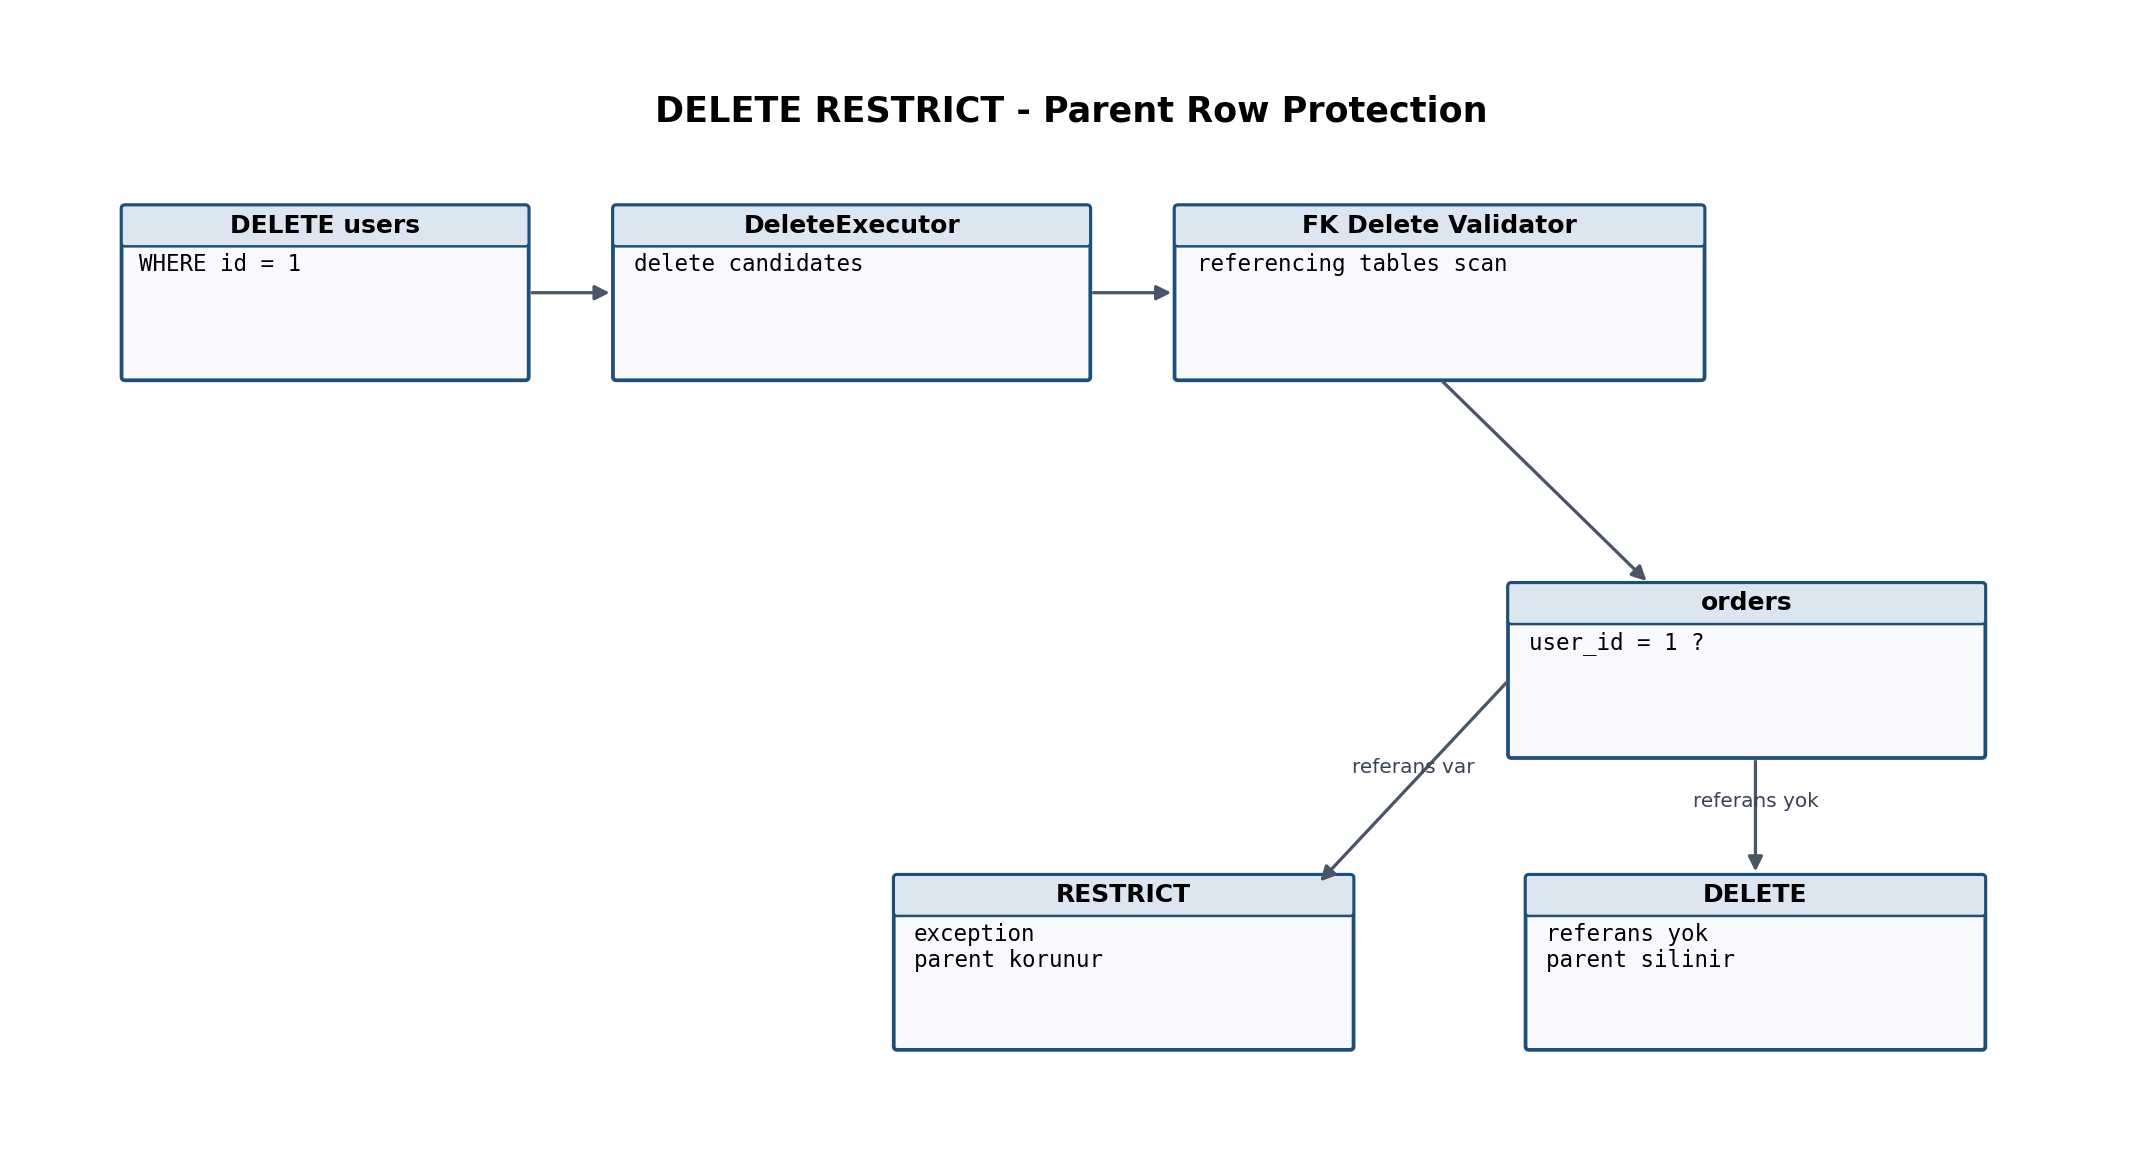 DELETE RESTRICT - Parent Row Protection
DELETE users
WHERE id = 1
DeleteExecutor
delete candidates
FK Delete Validator
referencing tables scan
orders
user_id = 1 ?
referans var
referans yok
RESTRICT
exception
parent korunur
DELETE
referans yok
parent silinir